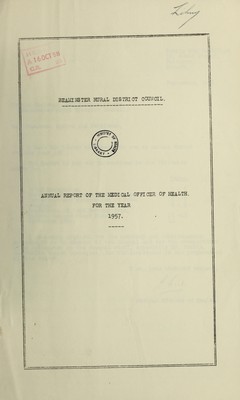 BEAMINSTER RURAL DISTRICT COUNCIL.
ANNUAL REPORT OF THE MEDICAL OFFICER OF HEALTH.
FOR THE YEAR
1957.